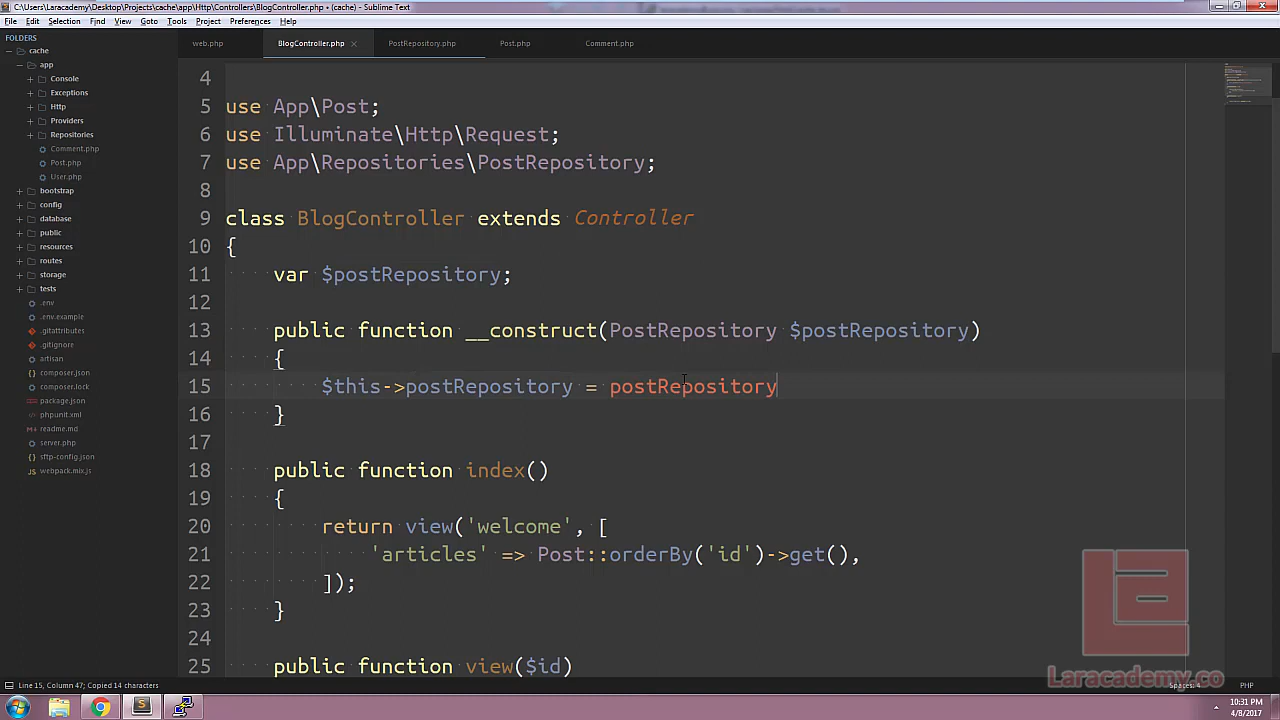 C:\Users\Laracademy\Desktop\Projects\cache\app\Http\Controllers\BlogController.php • (cache) - Sublime Text
File Edit Selection Find View Goto Tools Project Preferences Help
FOLDERS
cache
app
Console
Exceptions
Http
Providers
Repositories
Comment.php
Post.php
User.php
bootstrap
config
database
public
resources
routes
storage
tests
.env
.env.example
.gitattributes
.gitignore
artisan
composer.json
composer.lock
package.json
phpunit.xml
readme.md
server.php
sftp-config.json
webpack.mix.js
web.php BlogController.php PostRepository.php Post.php Comment.php
4
5 use App\Post;
6 use Illuminate\Http\Request;
7 use App\Repositories\PostRepository;
8
9 class BlogController extends Controller
10 {
11 var $postRepository;
12
13 public function __construct(PostRepository $postRepository)
14 {
15 $this->postRepository = postRepository
16 }
17
18 public function index()
19 {
20 return view('welcome', [
21 'articles' => Post::orderBy('id')->get(),
22 ]);
23 }
24
25 public function view($id)
Laracademy.co
Line 15, Column 47; Copied 14 characters Spaces: 4 PHP
10:31 PM
4/8/2017